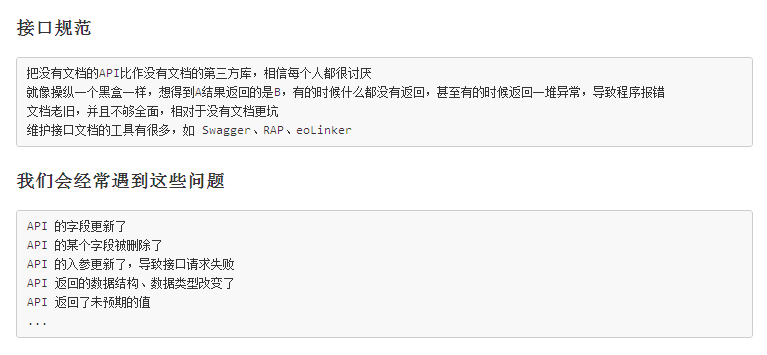 接口规范
把没有文档的API比作没有文档的第三方库，相信每个人都很讨厌
就像操纵一个黑盒一样，想得到A结果返回的是B，有的时候什么都没有返回，甚至有的时候返回一堆异常，导致程序报错
文档老旧，并且不够全面，相对于没有文档更坑
维护接口文档的工具有很多，如 Swagger、RAP、eoLinker
我们会经常遇到这些问题
API 的字段更新了
API 的某个字段被删除了
API 的入参更新了，导致接口请求失败
API 返回的数据结构、数据类型改变了
API 返回了未预期的值
...